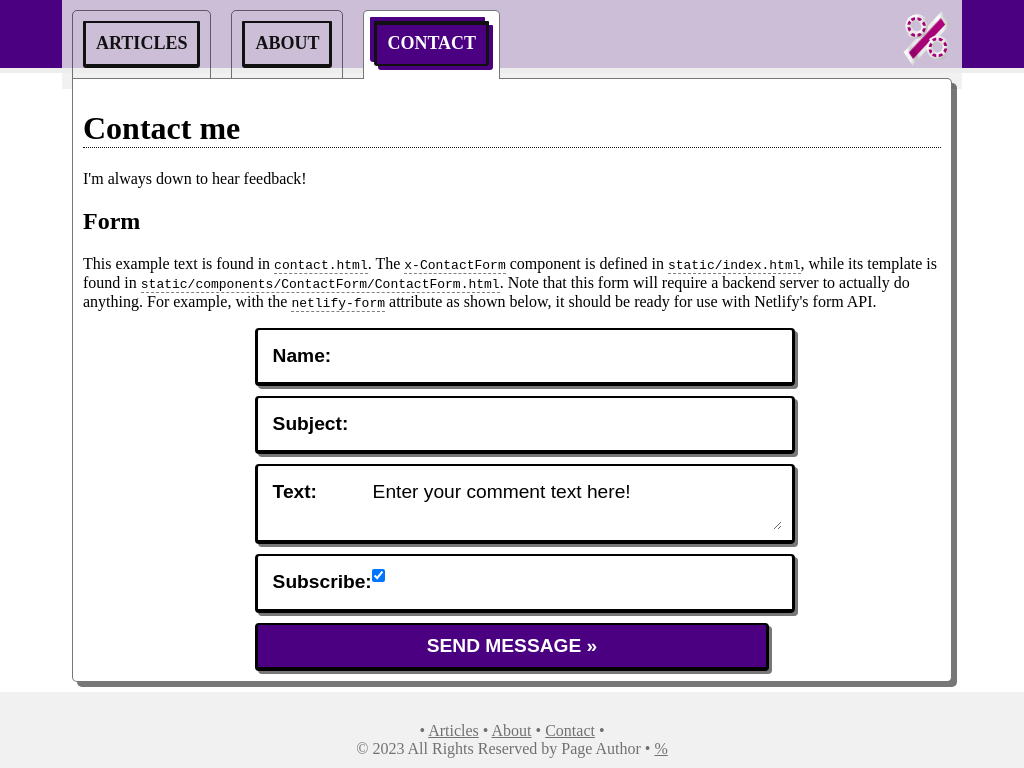 ARTICLES
ABOUT
CONTACT
Contact me
I'm always down to hear feedback!
Form
This example text is found in contact.html. The x-ContactForm component is defined in static/index.html, while its template is
found in static/components/ContactForm/ContactForm.html. Note that this form will require a backend server to actually do
anything. For example, with the netlify-form attribute as shown below, it should be ready for use with Netlify's form API.
Name:
Subject:
Text: Enter your comment text here!
Subscribe:
SEND MESSAGE »
• Articles • About • Contact •
© 2023 All Rights Reserved by Page Author • %